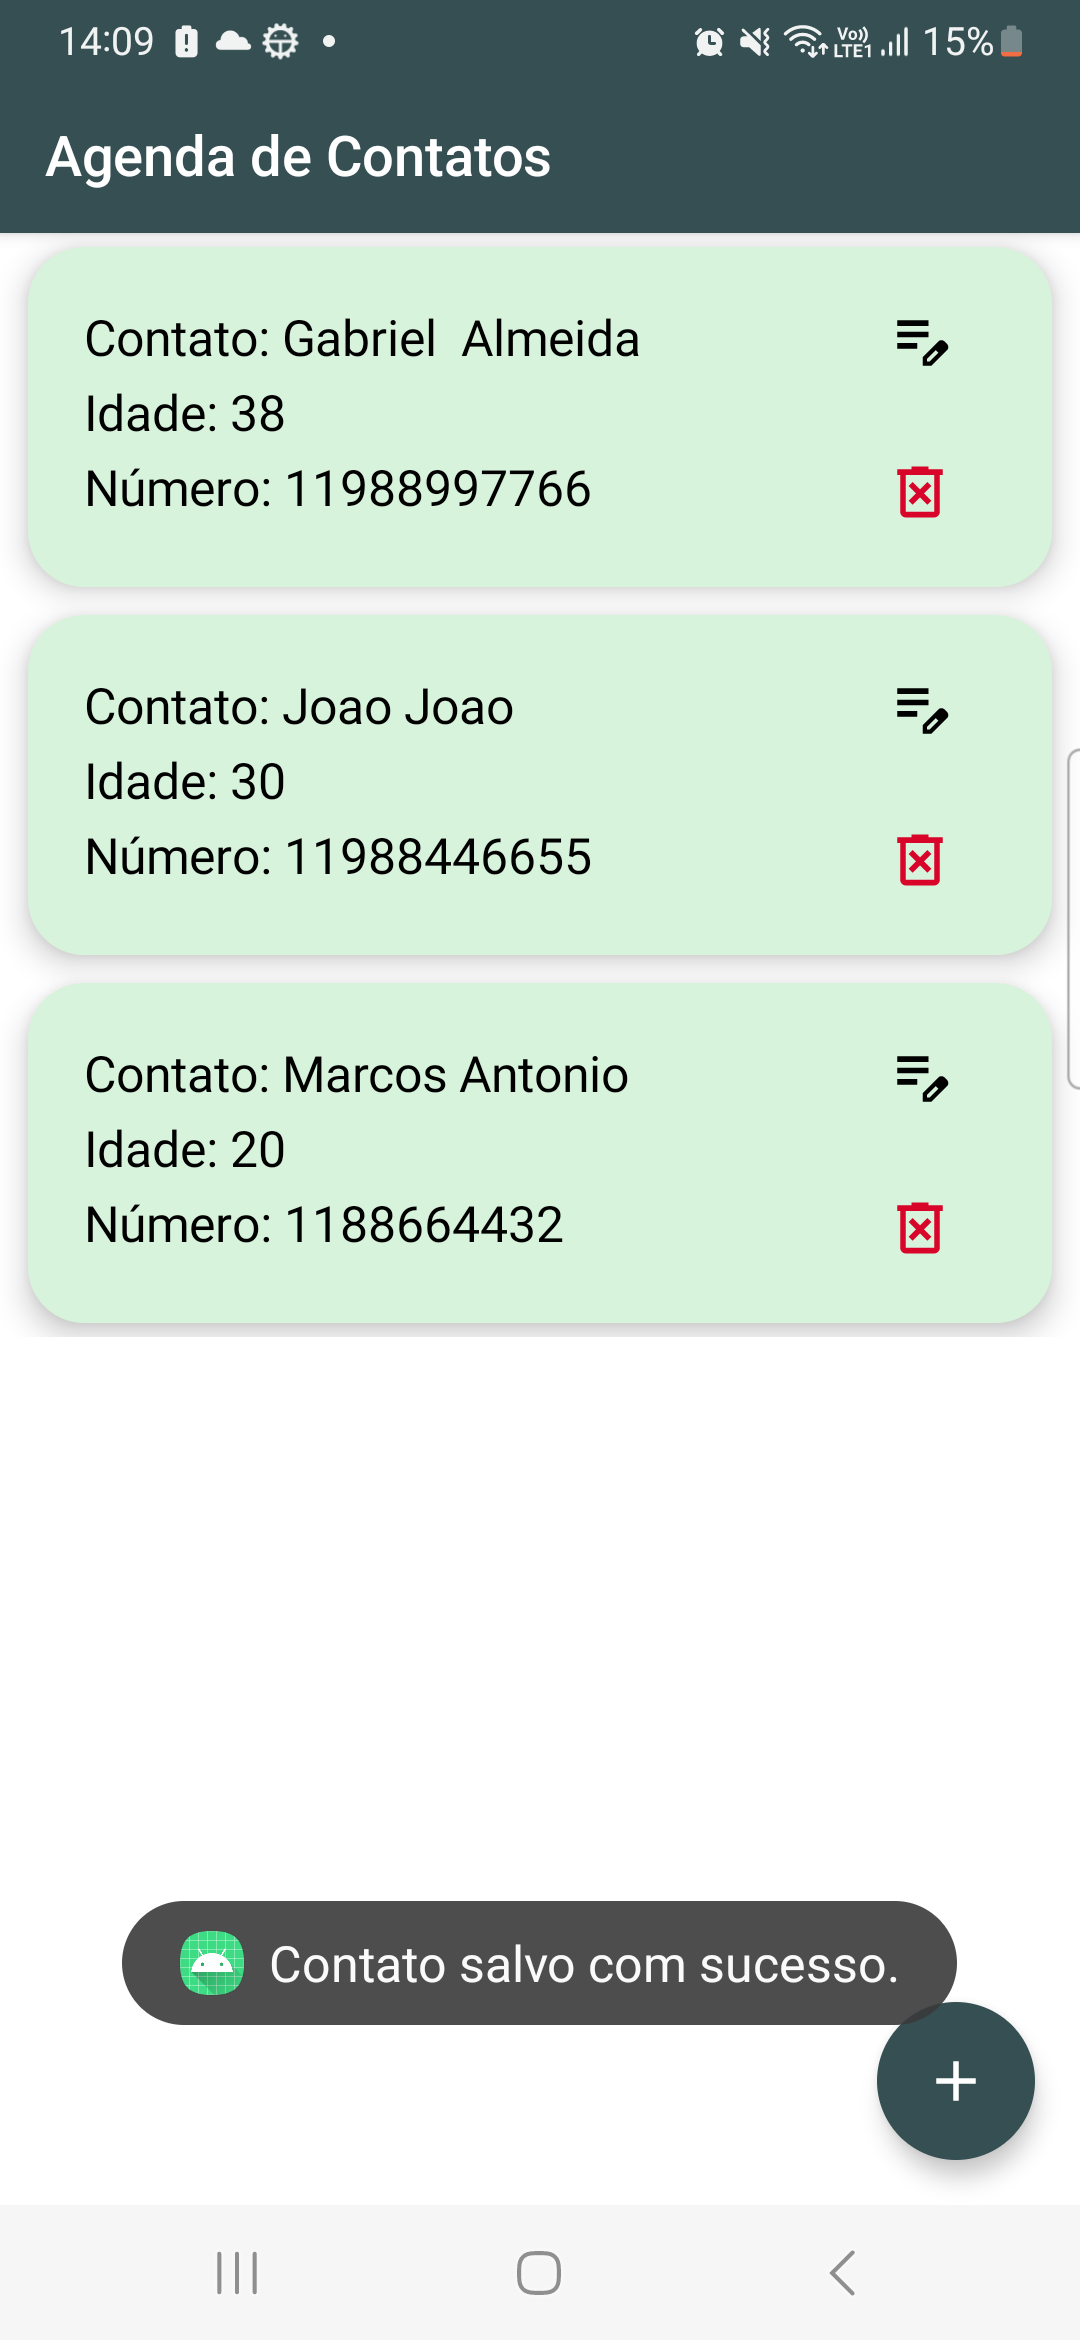 14:09 Vo)) LTE1 15%
Agenda de Contatos
Contato: Gabriel  Almeida
Idade: 38
Número: 11988997766
Contato: Joao Joao
Idade: 30
Número: 11988446655
Contato: Marcos Antonio
Idade: 20
Número: 1188664432
Contato salvo com sucesso.